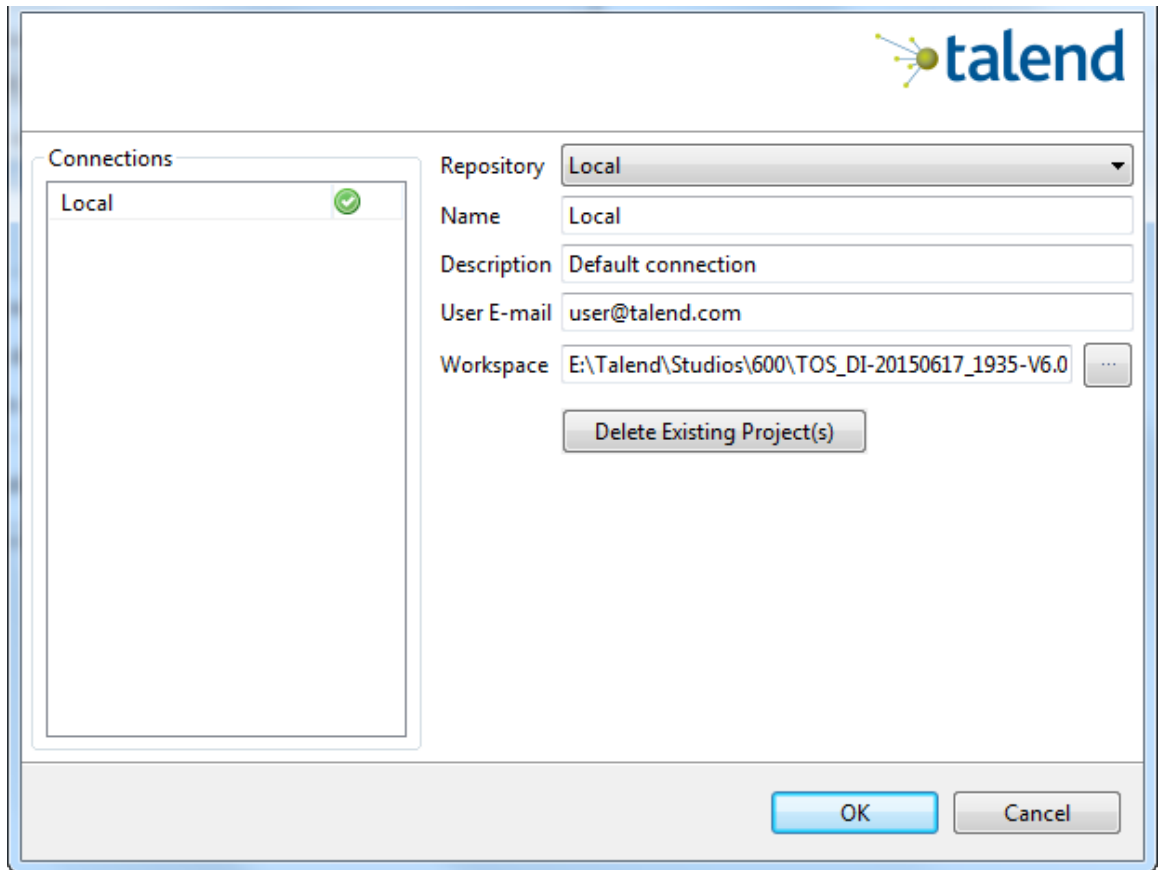 talend
Connections
Local
Repository Local
Name Local
Description Default connection
User E-mail user@talend.com
Workspace E:\Talend\Studios\600\TOS_DI-20150617_1935-V6.0 ...
Delete Existing Project(s)
OK Cancel